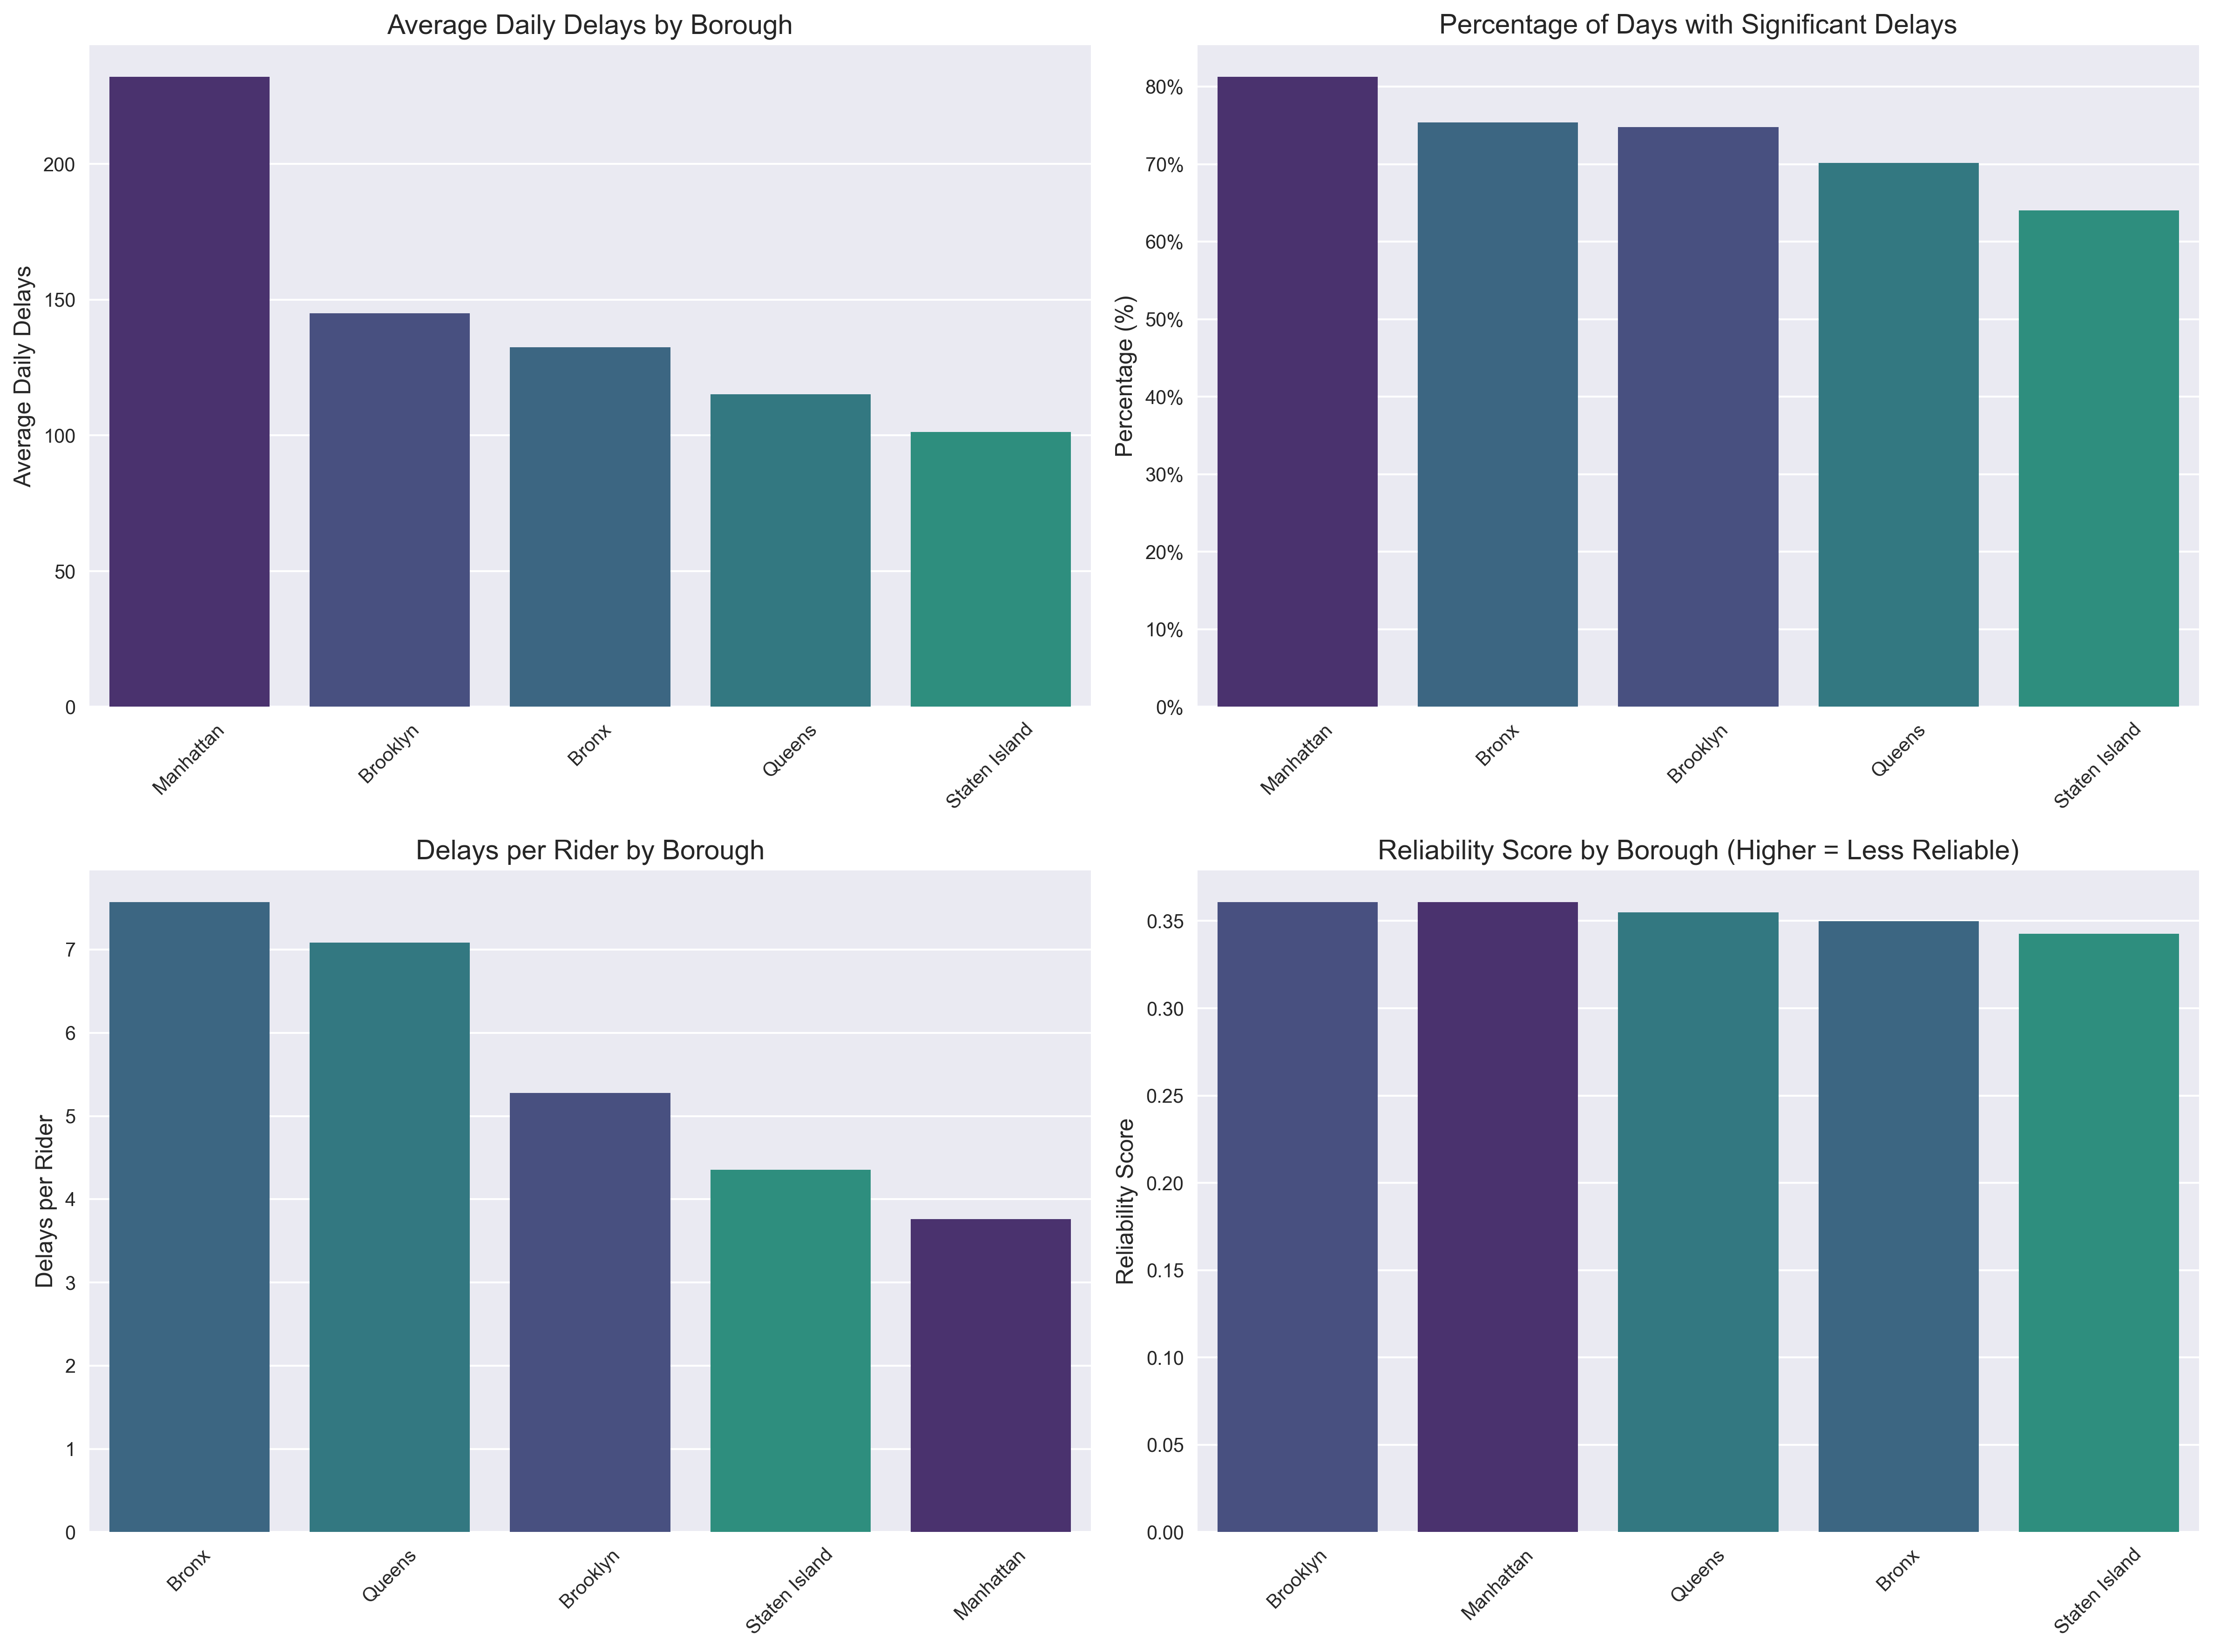 Average Daily Delays by Borough
Average Daily Delays
200
150
100
50
0
Manhattan
Brooklyn
Bronx
Queens
Staten Island
Percentage of Days with Significant Delays
Percentage (%)
80%
70%
60%
50%
40%
30%
20%
10%
0%
Manhattan
Bronx
Brooklyn
Queens
Staten Island
Delays per Rider by Borough
Delays per Rider
7
6
5
4
3
2
1
0
Bronx
Queens
Brooklyn
Staten Island
Manhattan
Reliability Score by Borough (Higher = Less Reliable)
Reliability Score
0.35
0.30
0.25
0.20
0.15
0.10
0.05
0.00
Brooklyn
Manhattan
Queens
Bronx
Staten Island